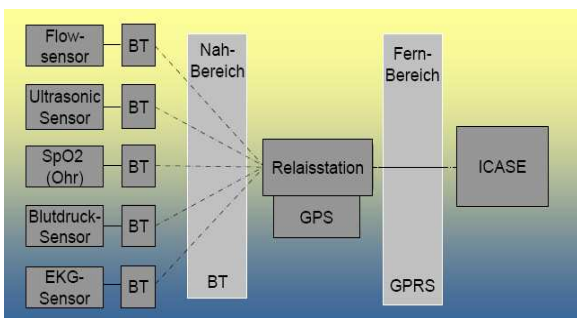 Flow-
sensor
BT
Ultrasonic
Sensor
BT
SpO2
(Ohr)
BT
Blutdruck-
Sensor
BT
EKG-
Sensor
BT
Nah-
Bereich
BT
Relaisstation
GPS
Fern-
Bereich
GPRS
ICASE